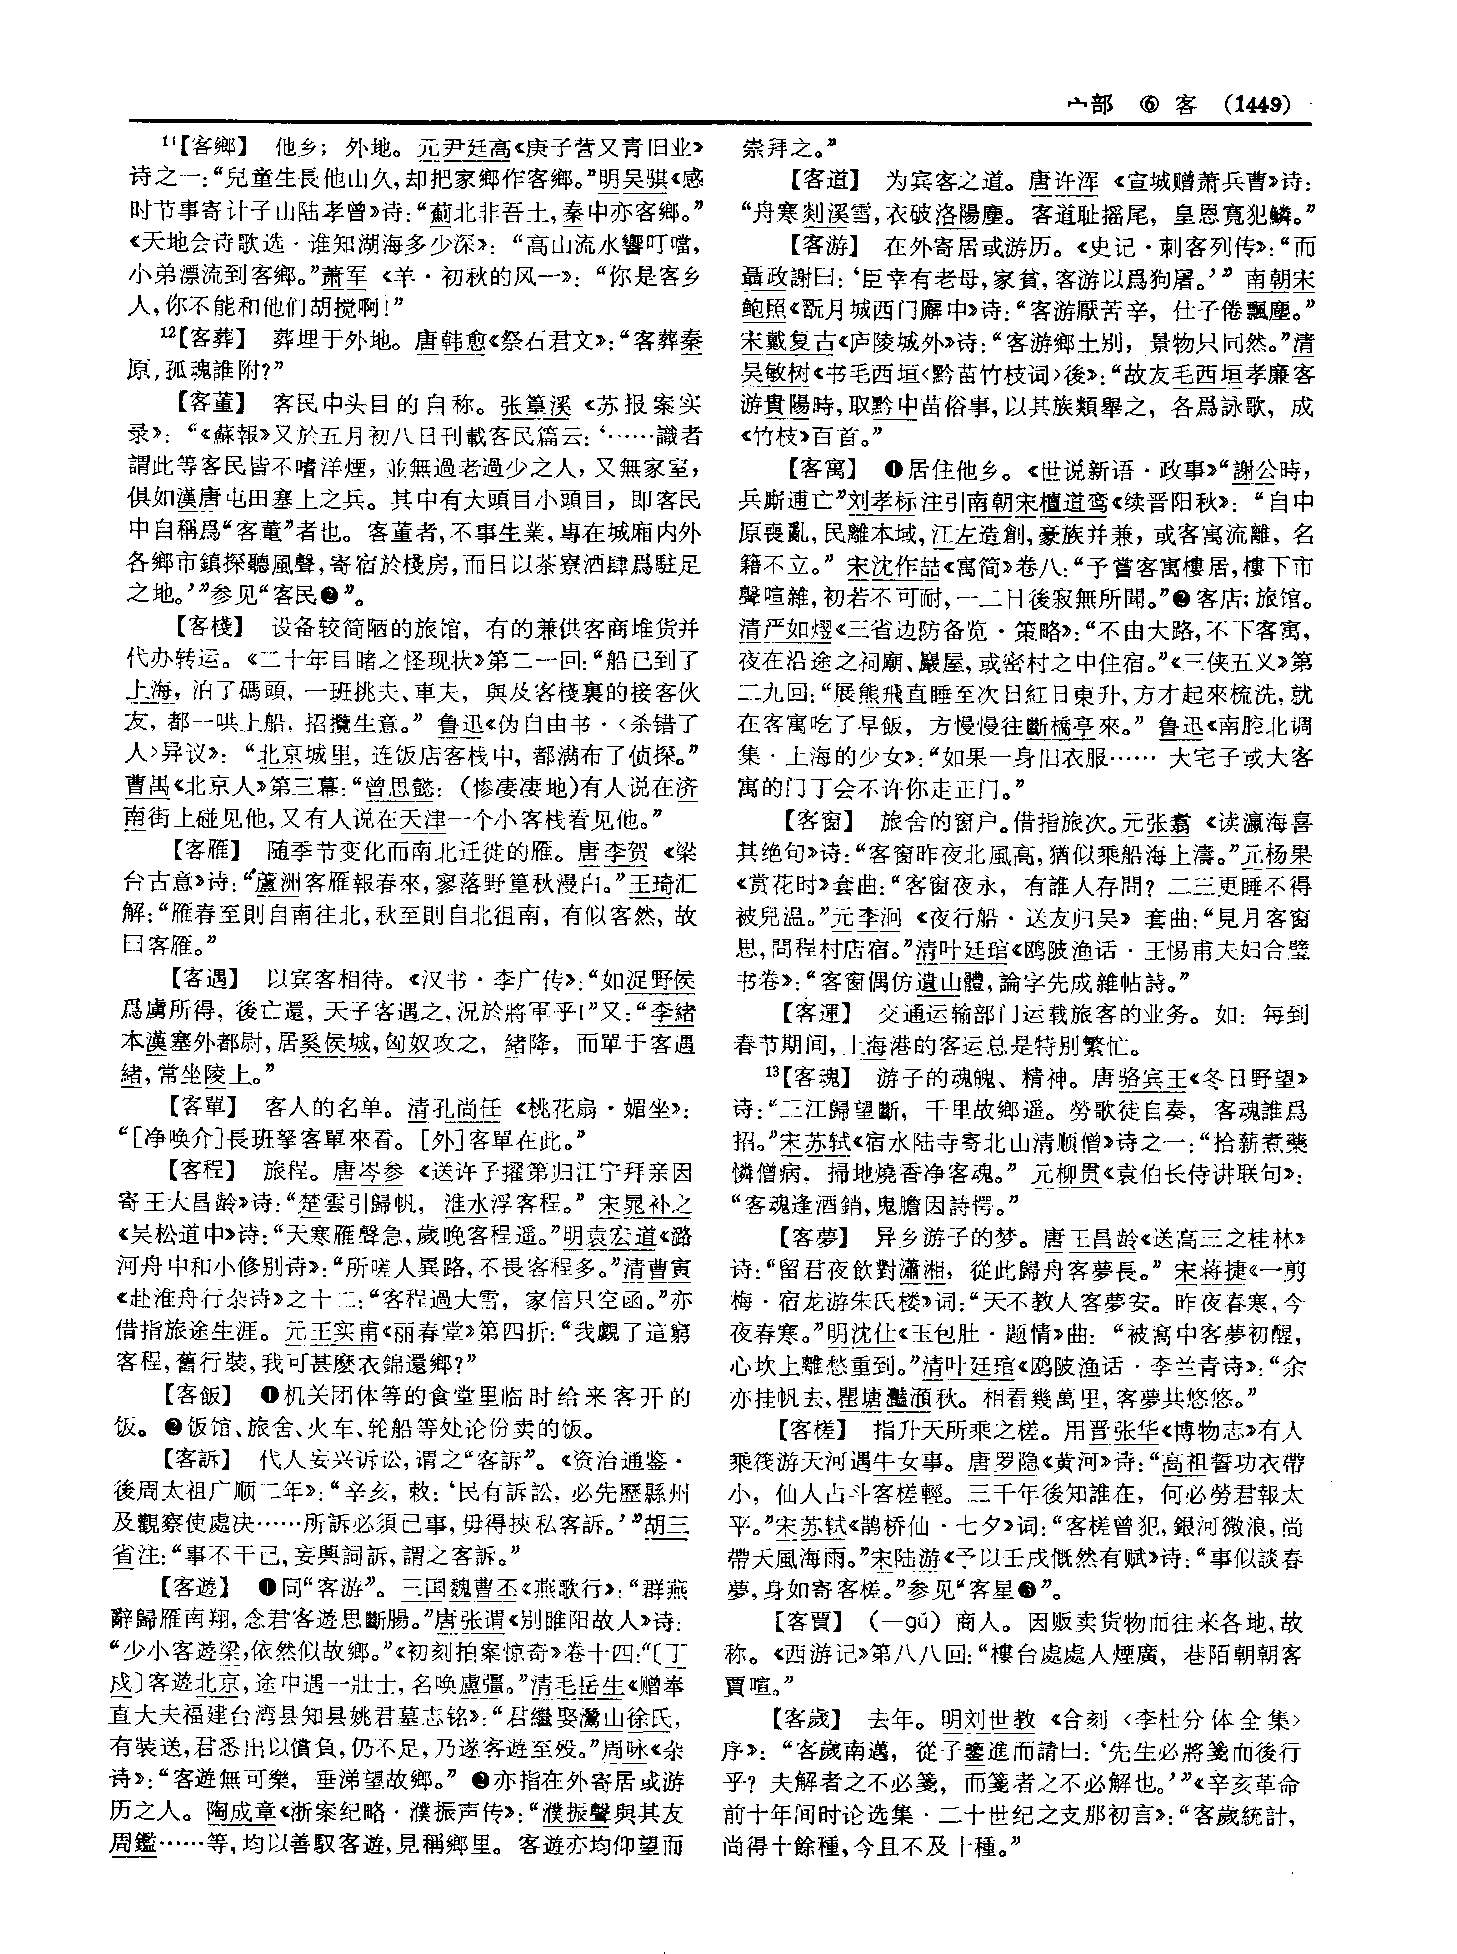 宀部 ⑥ 客 (1449)
¹¹【客鄉】 他乡；外地。元尹廷高《庚子营又青旧业》
诗之一：“兒童生長他山久，却把家鄉作客鄉。”明吴骐《感
时节事寄计子山陆孝曾》诗：“薊北非吾土，秦中亦客鄉。”
《天地会诗歌选·谁知湖海多少深》：“高山流水響叮噹，
小弟漂流到客鄉。”萧军《羊·初秋的风一》：“你是客乡
人，你不能和他们胡搅啊！”
¹²【客葬】 葬埋于外地。唐韩愈《祭石君文》：“客葬秦
原，孤魂誰附？”
【客董】 客民中头目的自称。张篁溪《苏报案实
录》：“《蘇報》又於五月初八日刊載客民篇云：‘……識者
謂此等客民皆不嗜洋煙，並無過老過少之人，又無家室，
俱如漢唐屯田塞上之兵。其中有大頭目小頭目，即客民
中自稱爲“客董”者也。客董者，不事生業，專在城厢内外
各鄉市鎮探聽風聲，寄宿於棧房，而日以茶寮酒肆爲駐足
之地。’”参见“客民❷”。
【客棧】 设备较简陋的旅馆，有的兼供客商堆货并
代办转运。《二十年目睹之怪现状》第二一回：“船已到了
上海，泊了碼頭，一班挑夫、車夫，與及客棧裏的接客伙
友，都一哄上船，招攬生意。”鲁迅《伪自由书·〈杀错了
人〉异议》：“北京城里，连饭店客栈中，都满布了侦探。”
曹禺《北京人》第三幕：“曾思懿：（惨凄凄地）有人说在济
南街上碰见他，又有人说在天津一个小客栈看见他。”
【客雁】 随季节变化而南北迁徙的雁。唐李贺《梁
台古意》诗：“蘆洲客雁報春來，寥落野篁秋漫白。”王琦汇
解：“雁春至則自南往北，秋至則自北徂南，有似客然，故
曰客雁。”
【客遇】 以宾客相待。《汉书·李广传》：“如浞野侯
爲虜所得，後亡還，天子客遇之，況於將軍乎！”又：“李緒
本漢塞外都尉，居奚侯城，匈奴攻之，緒降，而單于客遇
緒，常坐陵上。”
【客單】 客人的名单。清孔尚任《桃花扇·媚坐》：
“［净唤介］長班拏客單來看。［外］客單在此。”
【客程】 旅程。唐岑参《送许子擢第归江宁拜亲因
寄王大昌龄》诗：“楚雲引歸帆，淮水浮客程。”宋晁补之
《吴松道中》诗：“天寒雁聲急，歲晚客程遥。”明袁宏道《潞
河舟中和小修别诗》：“所嗟人異路，不畏客程多。”清曹寅
《赴淮舟行杂诗》之十二：“客程過大雪，家信只空函。”亦
借指旅途生涯。元王实甫《丽春堂》第四折：“我覷了這窮
客程，舊行裝，我可甚麽衣錦還鄉？”
【客飯】 ❶机关团体等的食堂里临时给来客开的
饭。❷饭馆、旅舍、火车、轮船等处论份卖的饭。
【客訴】 代人妄兴诉讼，谓之“客訴”。《资治通鉴·
後周太祖广顺二年》：“辛亥，敕：‘民有訴訟，必先歷縣州
及觀察使處决……所訴必須己事，毋得挾私客訴。’”胡三
省注：“事不干己，妄興詞訴，謂之客訴。”
【客遊】 ❶同“客游”。三国魏曹丕《燕歌行》：“群燕
辭歸雁南翔，念君客遊思斷腸。”唐张谓《别睢阳故人》诗：
“少小客遊梁，依然似故鄉。”《初刻拍案惊奇》卷十四：“［丁
戍］客遊北京，途中遇一壯士，名唤盧彊。”清毛岳生《赠奉
直大夫福建台湾县知县姚君墓志铭》：“君繼娶灊山徐氏，
有裝送，君悉出以償負，仍不足，乃遂客遊至歿。”周咏《杂
诗》：“客遊無可樂，垂涕望故鄉。”❷亦指在外寄居或游
历之人。陶成章《浙案纪略·濮振声传》：“濮振聲與其友
周鑑……等，均以善馭客遊，見稱鄉里。客遊亦均仰望而
崇拜之。”
【客道】 为宾客之道。唐许浑《宣城赠萧兵曹》诗：
“舟寒剡溪雪，衣破洛陽塵。客道耻摇尾，皇恩寬犯鱗。”
【客游】 在外寄居或游历。《史记·刺客列传》：“而
聶政謝曰：‘臣幸有老母，家貧，客游以爲狗屠。’”南朝宋
鲍照《翫月城西门廨中》诗：“客游厭苦辛，仕子倦飄塵。”
宋戴复古《庐陵城外》诗：“客游鄉土别，景物只同然。”清
吴敏树《书毛西垣〈黔苗竹枝词〉後》：“故友毛西垣孝廉客
游貴陽時，取黔中苗俗事，以其族類舉之，各爲詠歌，成
《竹枝》百首。”
【客寓】 ❶居住他乡。《世说新语·政事》“謝公時，
兵厮逋亡”刘孝标注引南朝宋檀道鸾《续晋阳秋》：“自中
原喪亂，民離本域，江左造創，豪族并兼，或客寓流離，名
籍不立。”宋沈作喆《寓简》卷八：“予嘗客寓樓居，樓下市
聲喧雜，初若不可耐，一二日後寂無所聞。”❷客店；旅馆。
清严如熤《三省边防备览·策略》：“不由大路，不下客寓，
夜在沿途之祠廟、巖屋，或密村之中住宿。”《三侠五义》第
二九回：“展熊飛直睡至次日紅日東升，方才起來梳洗，就
在客寓吃了早飯，方慢慢往斷橋亭來。”鲁迅《南腔北调
集·上海的少女》：“如果一身旧衣服……大宅子或大客
寓的门丁会不许你走正门。”
【客窗】 旅舍的窗户。借指旅次。元张翥《读瀛海喜
其绝句》诗：“客窗昨夜北風高，猶似乘船海上濤。”元杨果
《赏花时》套曲：“客窗夜永，有誰人存問？二三更睡不得
被兒温。”元李泂《夜行船·送友归吴》套曲：“見月客窗
思，問程村店宿。”清叶廷琯《鸥陂渔话·王惕甫夫妇合璧
书卷》：“客窗偶仿遺山體，論字先成雜帖詩。”
【客運】 交通运输部门运载旅客的业务。如：每到
春节期间，上海港的客运总是特别繁忙。
¹³【客魂】 游子的魂魄、精神。唐骆宾王《冬日野望》
诗：“三江歸望斷，千里故鄉遥。勞歌徒自奏，客魂誰爲
招。”宋苏轼《宿水陆寺寄北山清顺僧》诗之一：“拾薪煮藥
憐僧病，掃地燒香净客魂。”元柳贯《袁伯长侍讲联句》：
“客魂逢酒銷，鬼膽因詩愕。”
【客夢】 异乡游子的梦。唐王昌龄《送高三之桂林》
诗：“留君夜飲對瀟湘，從此歸舟客夢長。”宋蒋捷《一剪
梅·宿龙游朱氏楼》词：“天不教人客夢安。昨夜春寒，今
夜春寒。”明沈仕《玉包肚·题情》曲：“被窩中客夢初醒，
心坎上離愁重到。”清叶廷琯《鸥陂渔话·李兰青诗》：“余
亦挂帆去，瞿塘灧澦秋。相看幾萬里，客夢共悠悠。”
【客槎】 指升天所乘之槎。用晋张华《博物志》有人
乘筏游天河遇牛女事。唐罗隐《黄河》诗：“高祖誓功衣帶
小，仙人占斗客槎輕。三千年後知誰在，何必勞君報太
平。”宋苏轼《鹊桥仙·七夕》词：“客槎曾犯，銀河微浪，尚
帶天風海雨。”宋陆游《予以壬戌慨然有赋》诗：“事似談春
夢，身如寄客槎。”参见“客星❸”。
【客賈】（—gǔ）商人。因贩卖货物而往来各地，故
称。《西游记》第八八回：“樓台處處人煙廣，巷陌朝朝客
賈喧。”
【客歲】 去年。明刘世教《合刻〈李杜分体全集〉
序》：“客歲南邁，從子鑒進而請曰：‘先生必將箋而後行
乎？夫解者之不必箋，而箋者之不必解也。’”《辛亥革命
前十年间时论选集·二十世纪之支那初言》：“客歲統計，
尚得十餘種，今且不及十種。”